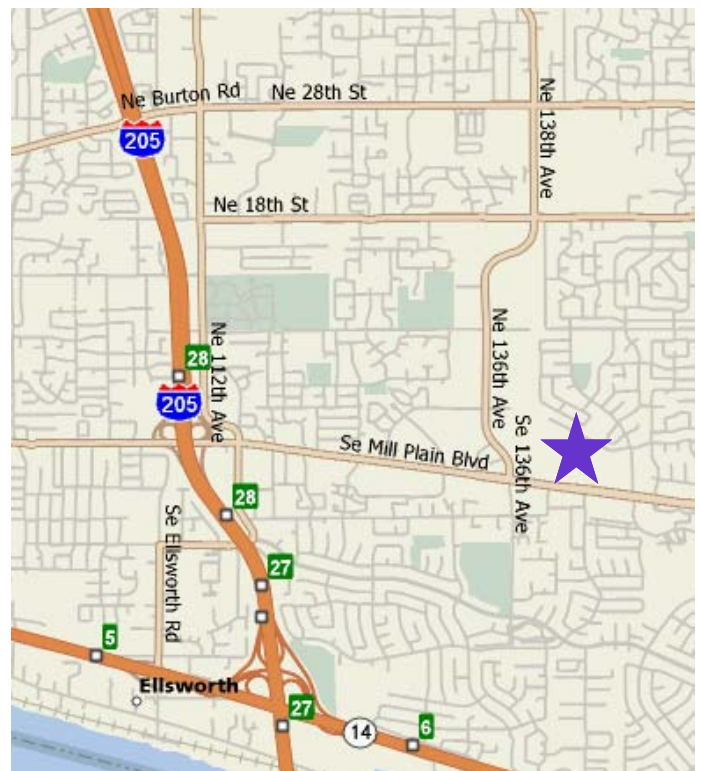 Ne Burton Rd
Ne 28th St
Ne 138th Ave
205
Ne 18th St
Ne 112th Ave
28
205
Ne 136th Ave
Se Mill Plain Blvd
Se 136th Ave
28
Se Ellsworth Rd
27
5
Ellsworth
27
14
6